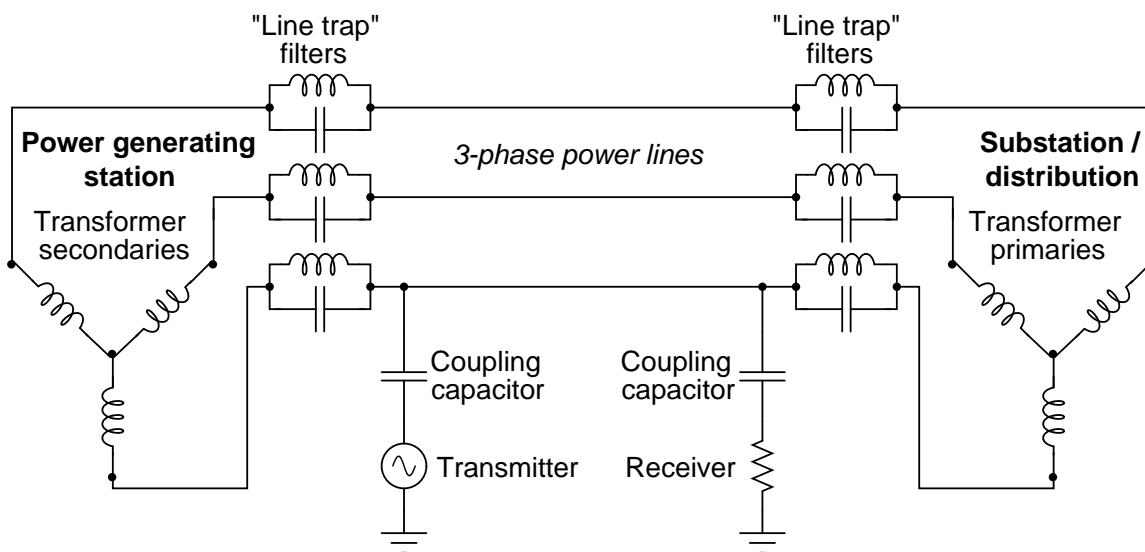 "Line trap"
filters
"Line trap"
filters
Power generating
station
3-phase power lines
Substation /
distribution
Transformer
secondaries
Transformer
primaries
Coupling
capacitor
Coupling
capacitor
Transmitter
Receiver